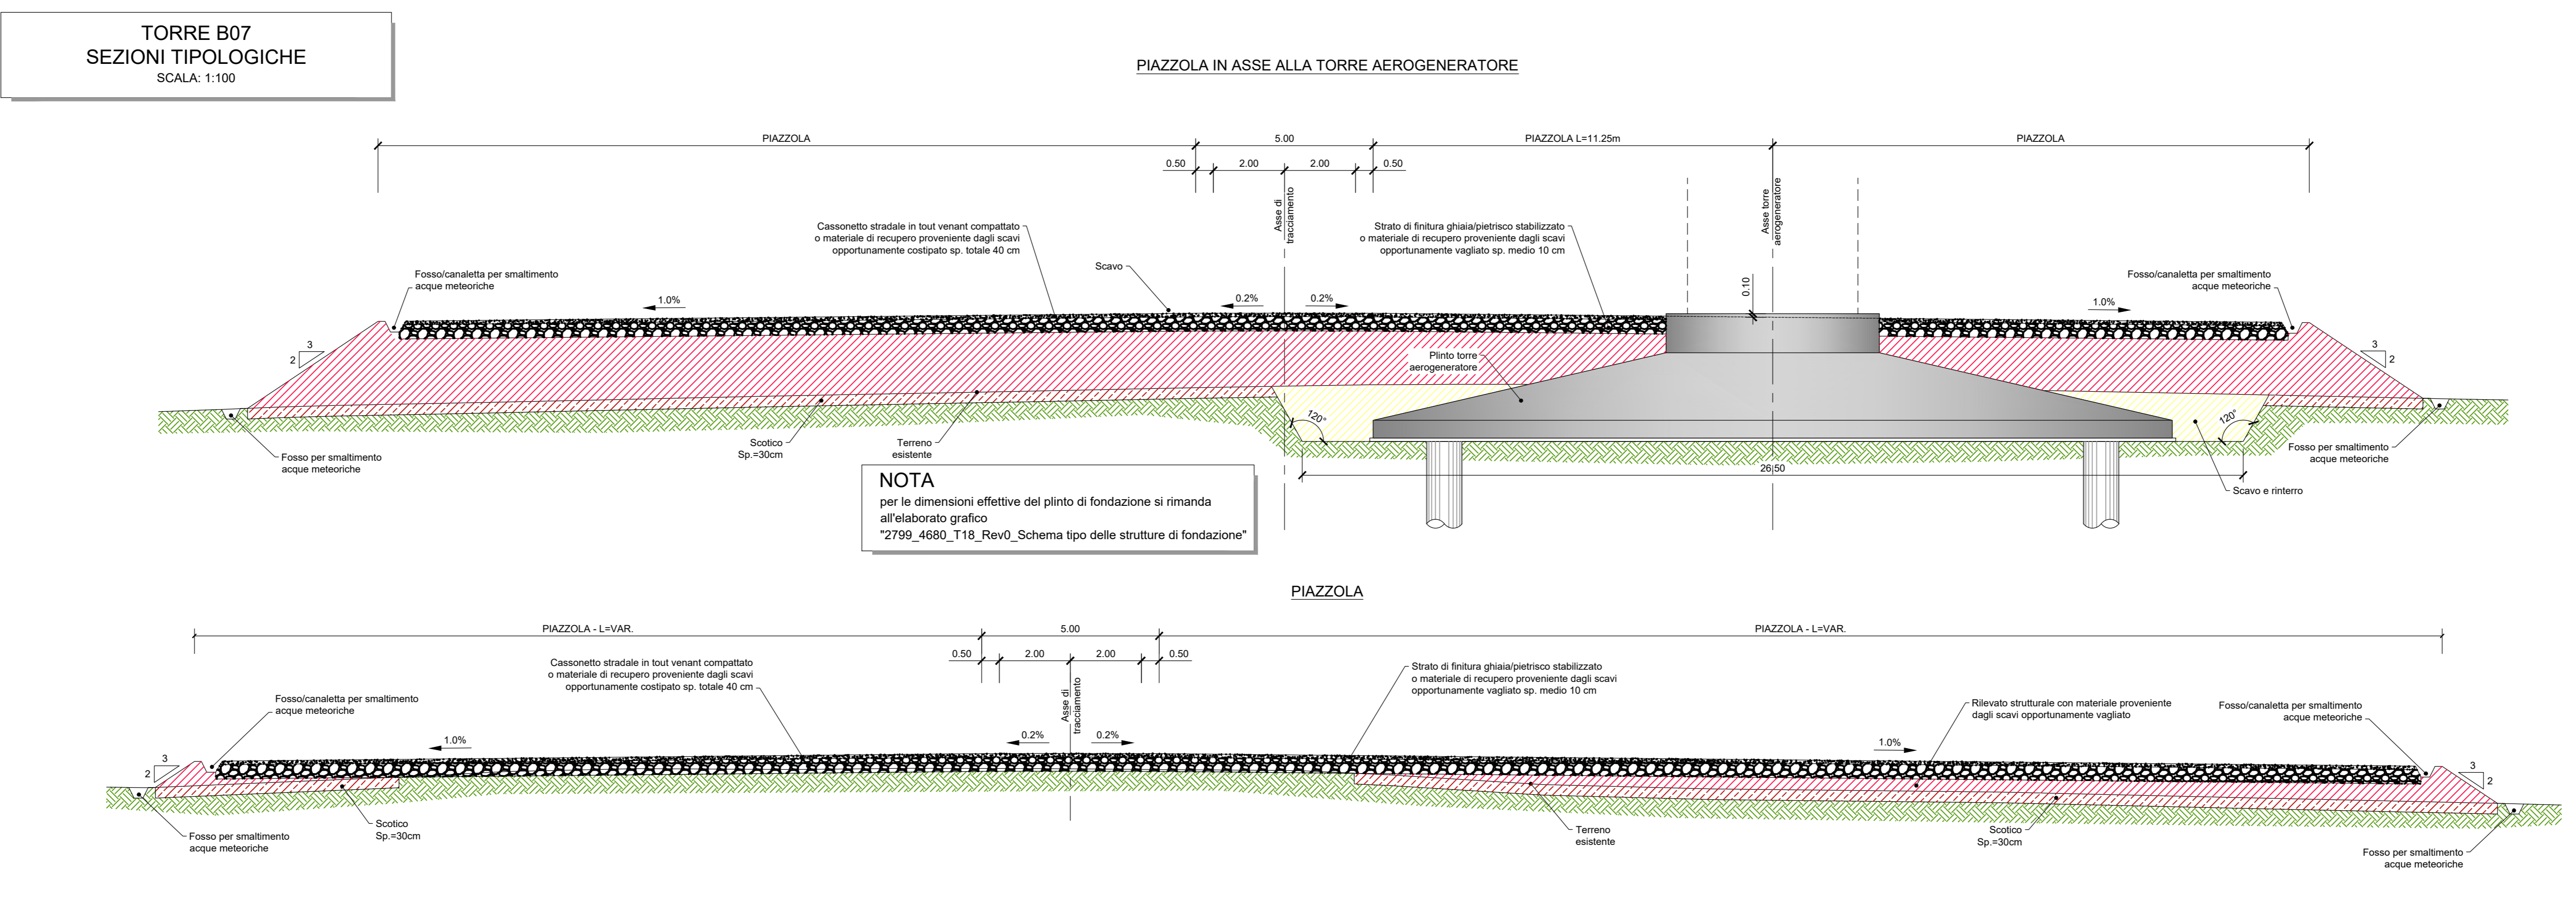 TORRE B07
SEZIONI TIPOLOGICHE
SCALA: 1:100
PIAZZOLA IN ASSE ALLA TORRE AEROGENERATORE
PIAZZOLA
5.00
PIAZZOLA L=11.25m
PIAZZOLA
0.50
2.00
2.00
0.50
Asse di
tracciamento
Asse torre
aerogeneratore
Cassonetto stradale in tout venant compattato
o materiale di recupero proveniente dagli scavi
opportunamente costipato sp. totale 40 cm
Strato di finitura ghiaia/pietrisco stabilizzato
o materiale di recupero proveniente dagli scavi
opportunamente vagliato sp. medio 10 cm
Scavo
Fosso/canaletta per smaltimento
acque meteoriche
Fosso/canaletta per smaltimento
acque meteoriche
1.0%
0.2%
0.2%
0.10
1.0%
3
2
3
2
Plinto torre
aerogeneratore
120°
120°
Scotico
Sp.=30cm
Terreno
esistente
Fosso per smaltimento
acque meteoriche
Fosso per smaltimento
acque meteoriche
26.50
Scavo e rinterro
NOTA
per le dimensioni effettive del plinto di fondazione si rimanda
all'elaborato grafico
"2799_4680_T18_Rev0_Schema tipo delle strutture di fondazione"
PIAZZOLA
PIAZZOLA - L=VAR.
5.00
PIAZZOLA - L=VAR.
0.50
2.00
2.00
0.50
Asse di
tracciamento
Cassonetto stradale in tout venant compattato
o materiale di recupero proveniente dagli scavi
opportunamente costipato sp. totale 40 cm
Strato di finitura ghiaia/pietrisco stabilizzato
o materiale di recupero proveniente dagli scavi
opportunamente vagliato sp. medio 10 cm
Fosso/canaletta per smaltimento
acque meteoriche
Rilevato strutturale con materiale proveniente
dagli scavi opportunamente vagliato
Fosso/canaletta per smaltimento
acque meteoriche
1.0%
0.2%
0.2%
1.0%
3
2
3
2
Scotico
Sp.=30cm
Fosso per smaltimento
acque meteoriche
Terreno
esistente
Scotico
Sp.=30cm
Fosso per smaltimento
acque meteoriche